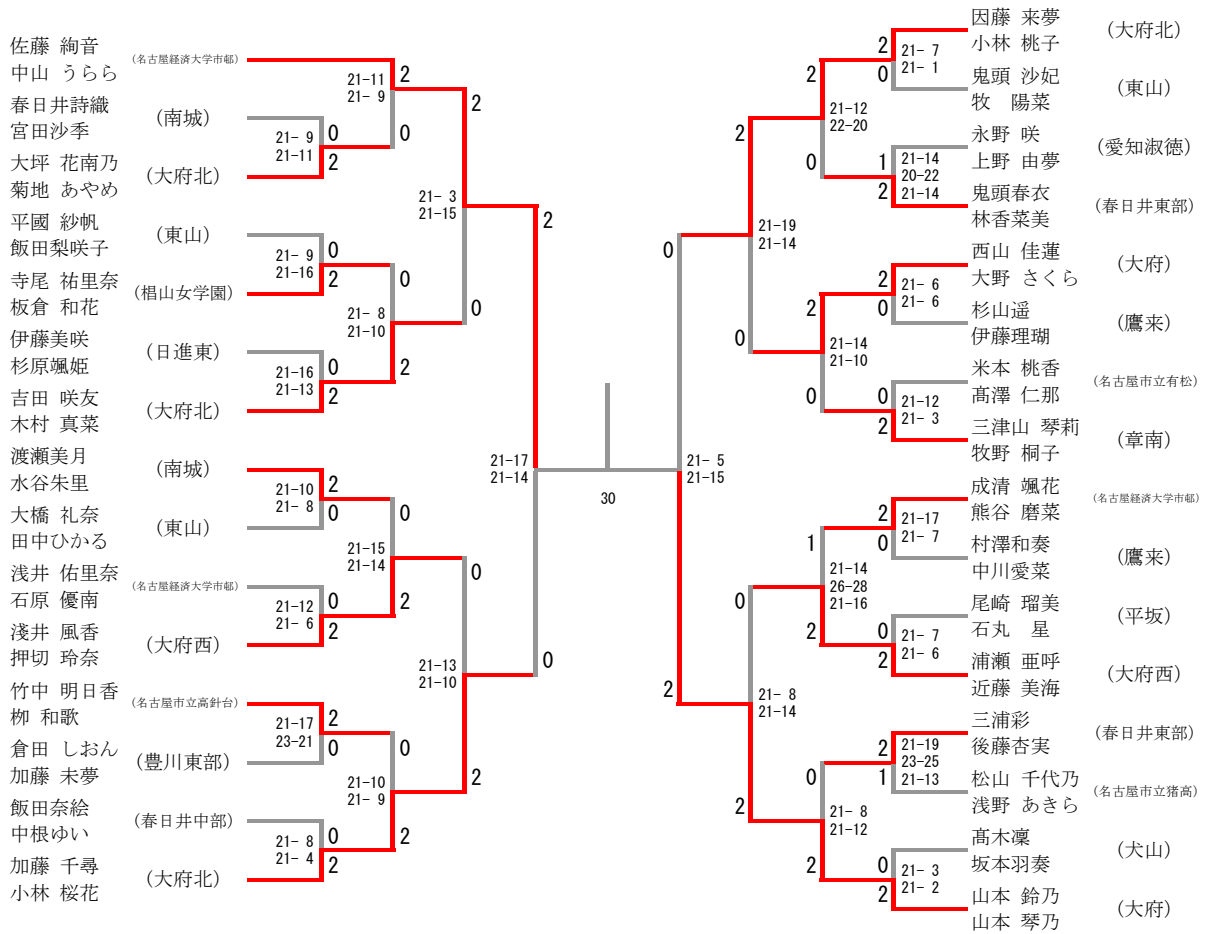 佐藤 絢音
中山 うらら
(名古屋経済大学市邨)
春日井詩織
宮田沙季
(南城)
21- 9
21-11
0
2
大坪 花南乃
菊地 あやめ
(大府北)
21-11
21- 9
2
0
平國 紗帆
飯田梨咲子
(東山)
21- 9
21-16
0
2
寺尾 祐里奈
板倉 和花
(椙山女学園)
21- 8
21-10
0
2
伊藤美咲
杉原颯姫
(日進東)
21-16
21-13
0
2
吉田 咲友
木村 真菜
(大府北)
21- 3
21-15
2
0
渡瀬美月
水谷朱里
(南城)
21-10
21- 8
2
0
大橋 礼奈
田中ひかる
(東山)
21-15
21-14
0
2
浅井 佑里奈
石原 優南
(名古屋経済大学市邨)
21-12
21- 6
0
2
淺井 風香
押切 玲奈
(大府西)
21-13
21-10
0
2
竹中 明日香
栁 和歌
(名古屋市立高針台)
21-17
23-21
2
0
倉田 しおん
加藤 未夢
(豊川東部)
21-10
21- 9
0
2
飯田奈絵
中根ゆい
(春日井中部)
21- 8
21- 4
0
2
加藤 千尋
小林 桜花
(大府北)
21-17
21-14
2
0
30
21- 5
21-15
0
2
因藤 来夢
小林 桃子
(大府北)
2
0
21- 7
21- 1
鬼頭 沙妃
牧 陽菜
(東山)
2
0
21-12
22-20
永野 咲
上野 由夢
(愛知淑徳)
1
2
21-14
20-22
21-14
鬼頭春衣
林香菜美
(春日井東部)
2
0
21-19
21-14
西山 佳蓮
大野 さくら
(大府)
2
0
21- 6
21- 6
杉山遥
伊藤理瑚
(鷹来)
2
0
21-14
21-10
米本 桃香
髙澤 仁那
(名古屋市立有松)
0
2
21-12
21- 3
三津山 琴莉
牧野 桐子
(章南)
成清 颯花
熊谷 磨菜
(名古屋経済大学市邨)
2
0
21-17
21- 7
村澤和奏
中川愛菜
(鷹来)
1
2
21-14
26-28
21-16
尾崎 瑠美
石丸 星
(平坂)
0
2
21- 7
21- 6
浦瀬 亜呼
近藤 美海
(大府西)
0
2
21- 8
21-14
三浦彩
後藤杏実
(春日井東部)
2
1
21-19
23-25
21-13
松山 千代乃
浅野 あきら
(名古屋市立猪高)
0
2
21- 8
21-12
髙木凜
坂本羽奏
(犬山)
0
2
21- 3
21- 2
山本 鈴乃
山本 琴乃
(大府)